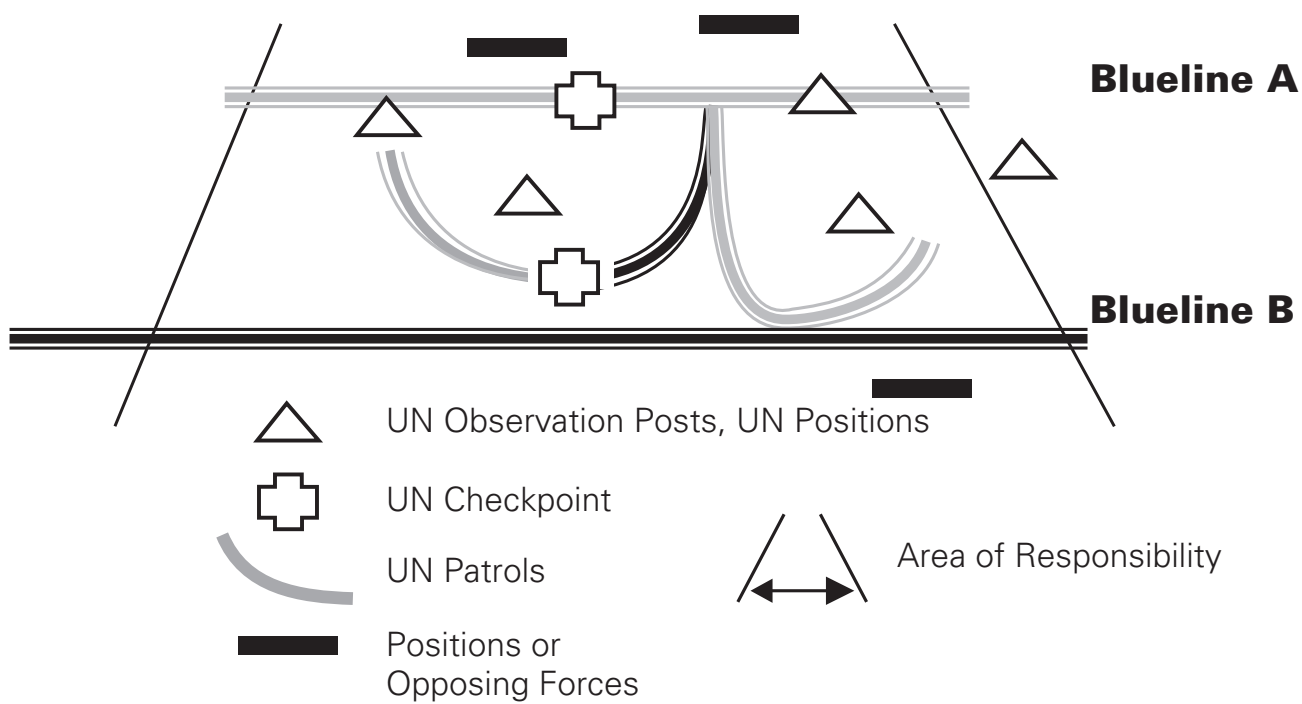 Blueline A
Blueline B
UN Observation Posts, UN Positions
UN Checkpoint
UN Patrols
Area of Responsibility
Positions or
Opposing Forces